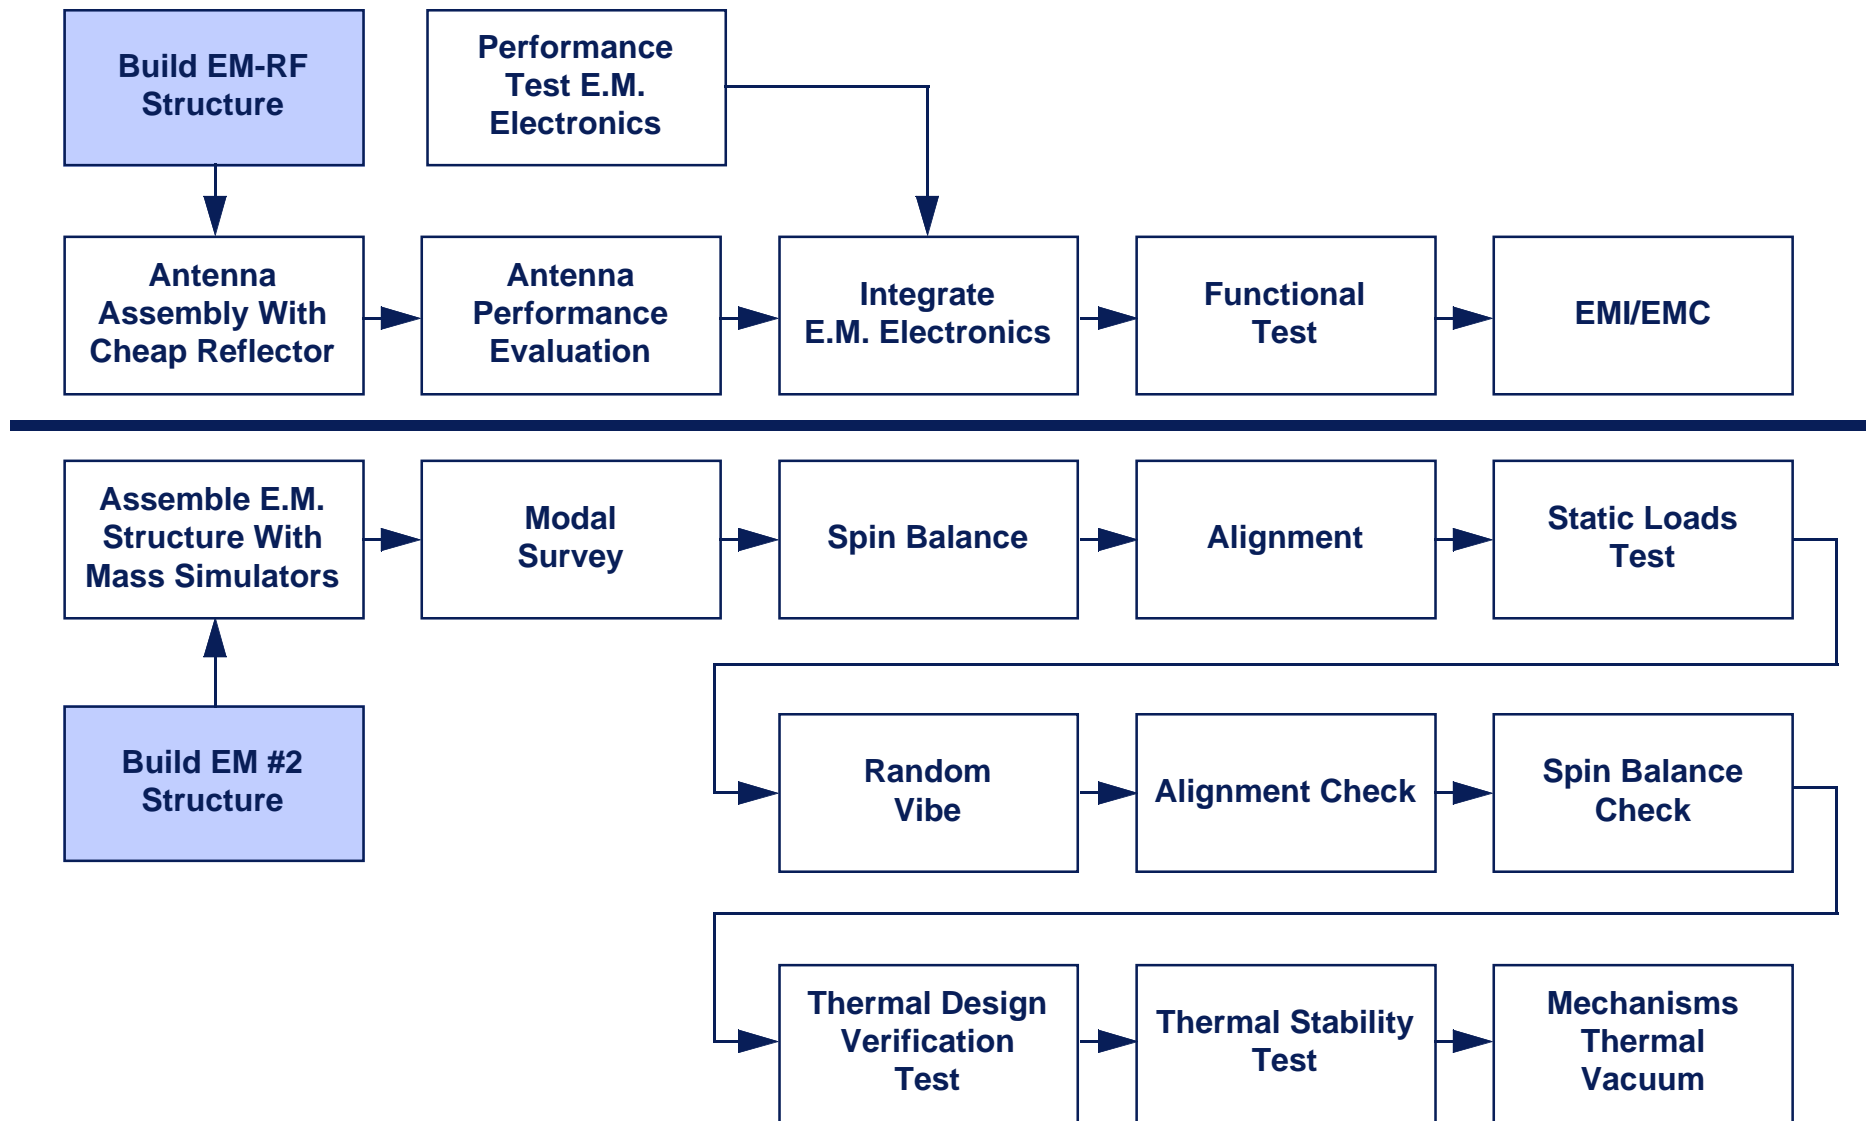 Build EM-RF
Structure
Performance
Test E.M.
Electronics
Antenna
Assembly With
Cheap Reflector
Antenna
Performance
Evaluation
Integrate
E.M. Electronics
Functional
Test
EMI/EMC
Assemble E.M.
Structure With
Mass Simulators
Modal
Survey
Spin Balance
Alignment
Static Loads
Test
Build EM #2
Structure
Random
Vibe
Alignment Check
Spin Balance
Check
Thermal Design
Verification
Test
Thermal Stability
Test
Mechanisms
Thermal
Vacuum